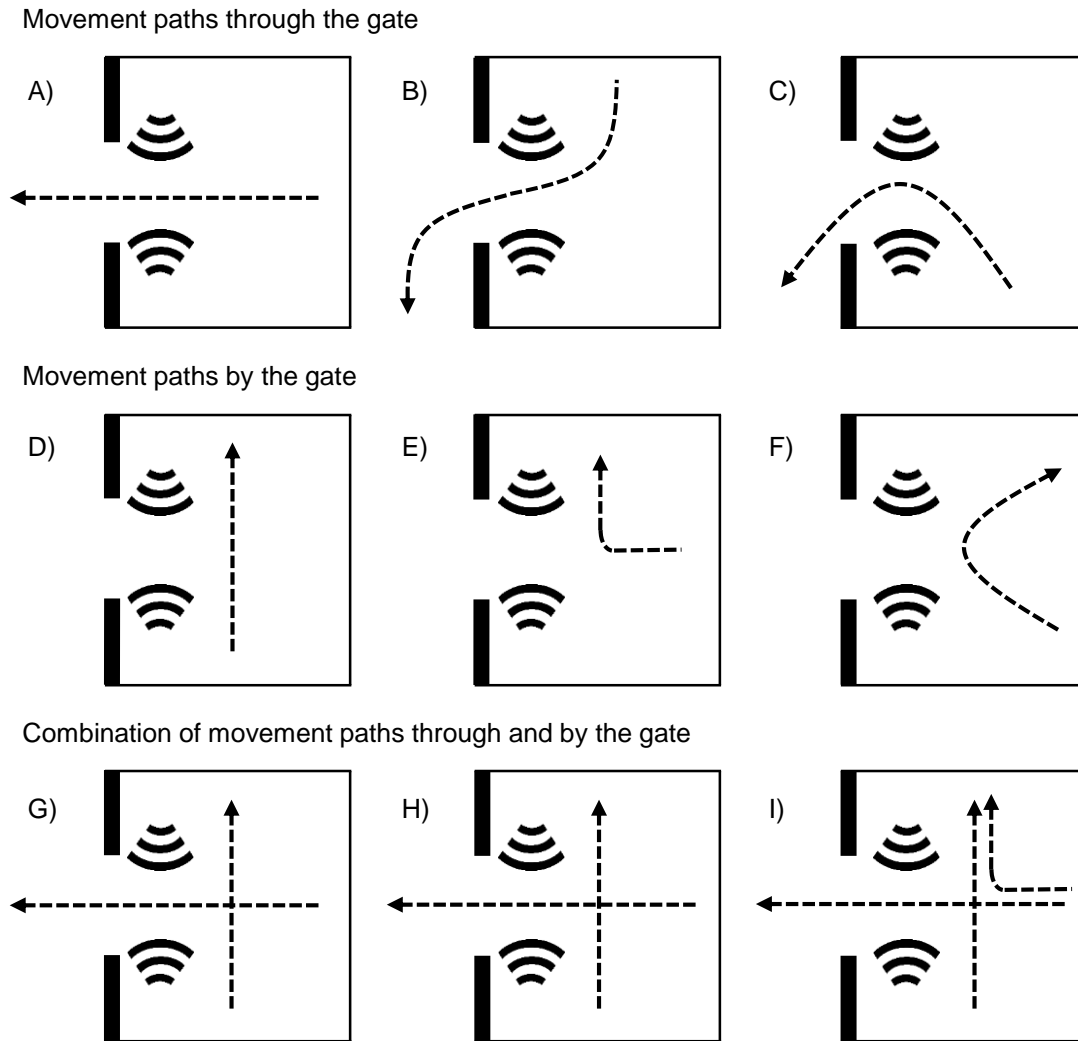 Movement paths through the gate
A)
B)
C)
Movement paths by the gate
D)
E)
F)
Combination of movement paths through and by the gate
G)
H)
I)